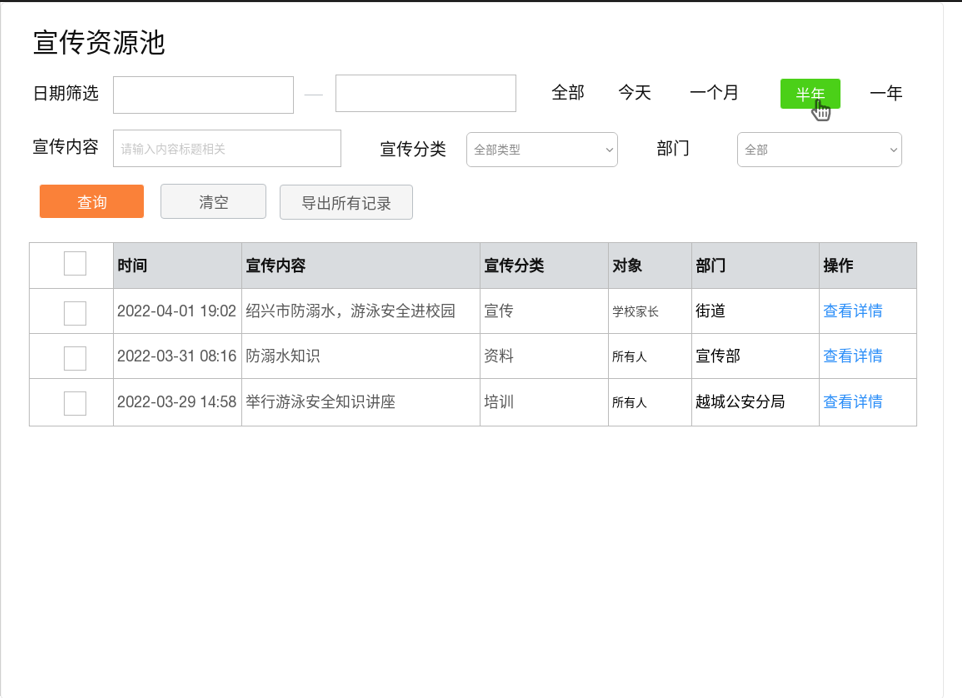 宣传资源池
日期筛选 — 全部 今天 一个月 半年 一年
宣传内容 请输入内容标题相关 宣传分类 全部类型 部门 全部
查询 清空 导出所有记录
时间 宣传内容 宣传分类 对象 部门 操作
2022-04-01 19:02 绍兴市防溺水，游泳安全进校园 宣传 学校家长 街道 查看详情
2022-03-31 08:16 防溺水知识 资料 所有人 宣传部 查看详情
2022-03-29 14:58 举行游泳安全知识讲座 培训 所有人 越城公安分局 查看详情